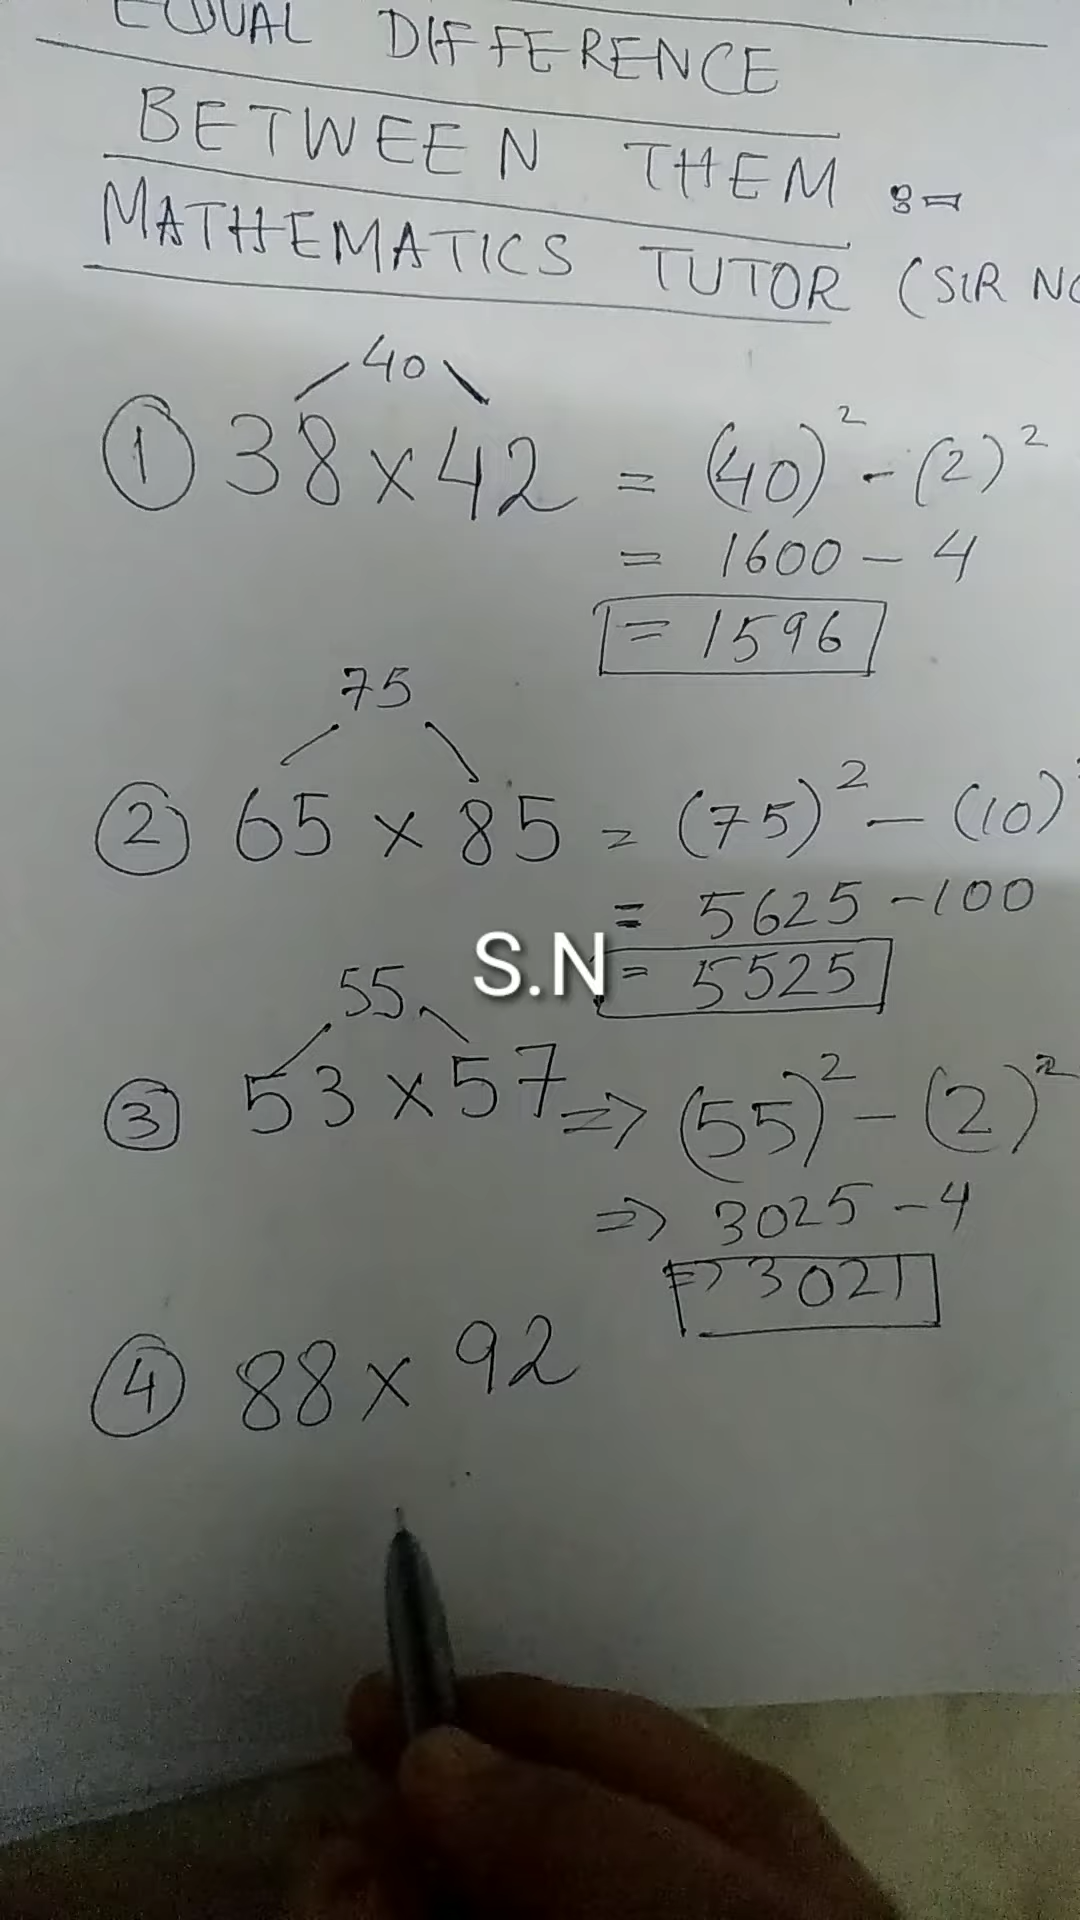 EQUAL DIFFERENCE
BETWEEN THEM :-
MATHEMATICS TUTOR (SIR
40
① 38 x 42 = (40)² - (2)²
= 1600 - 4
= 1596
75
② 65 x 85 = (75)² - (10)
= 5625 - 100
= 5525
S.N
55
③ 53 x 57 => (55)² - (2)²
=> 3025 - 4
=> 3021
④ 88 x 92